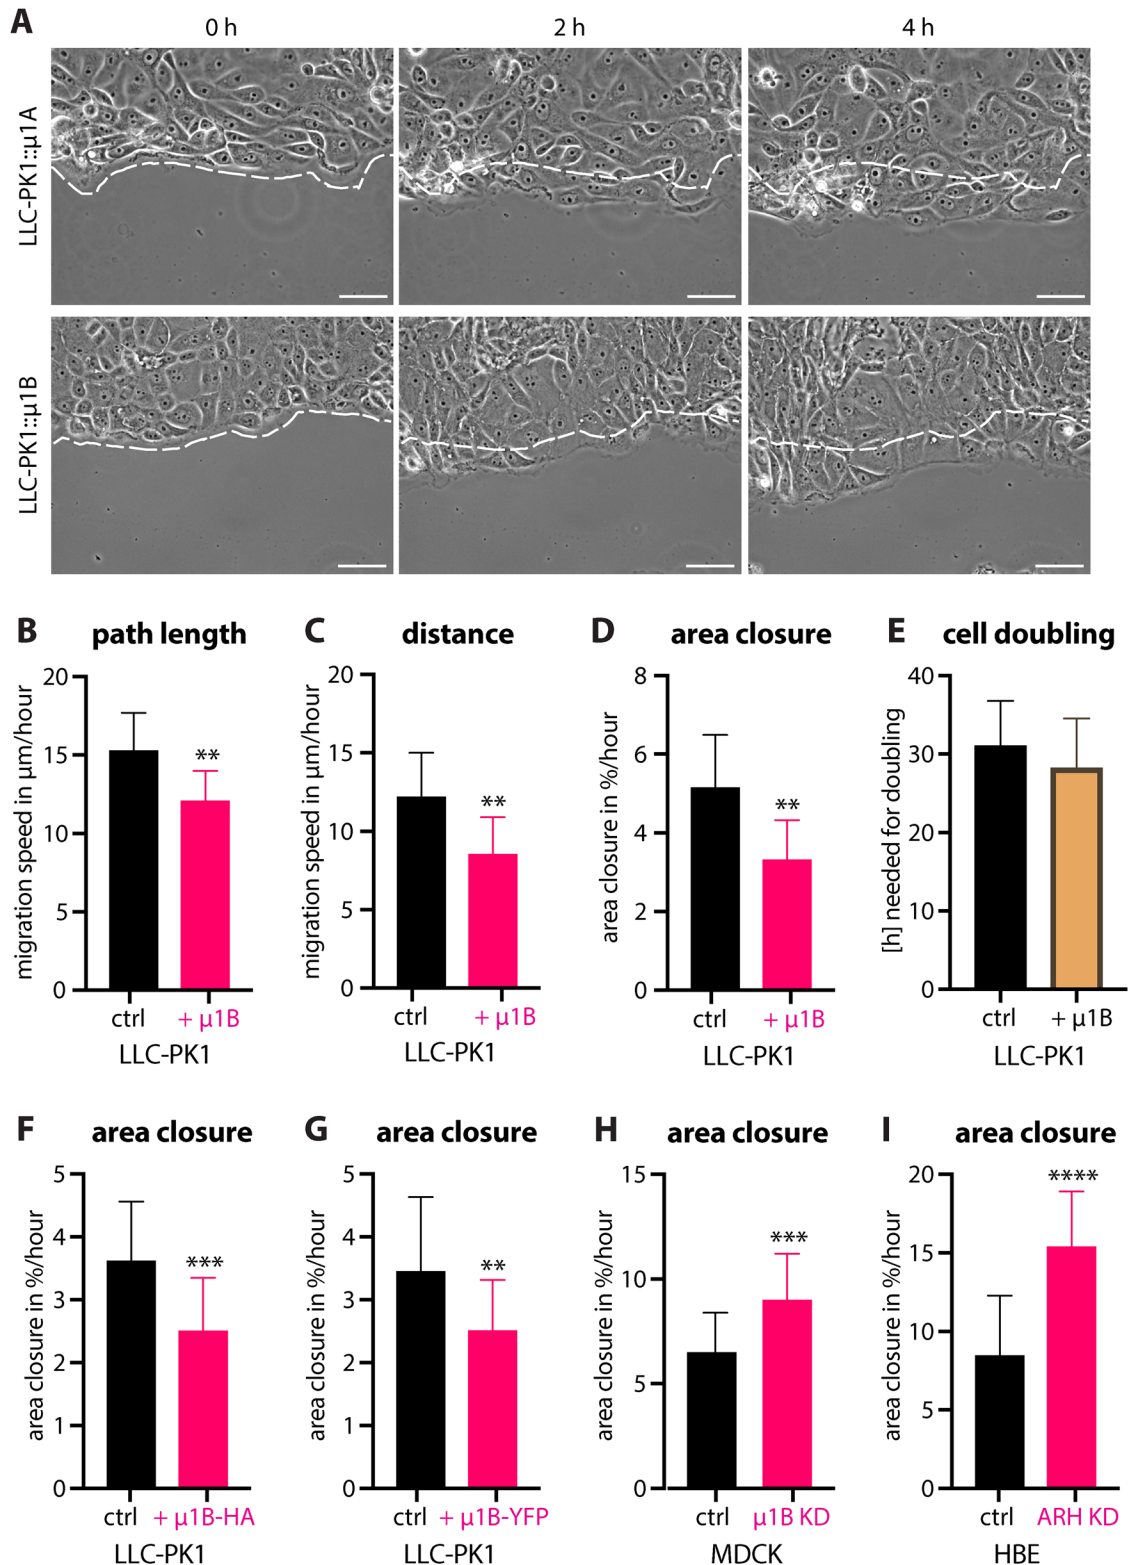 A
0 h
2 h
4 h
LLC-PK1::µ1A
LLC-PK1::µ1B
B
path length
migration speed in µm/hour
20
15
10
5
0
**
ctrl
+ µ1B
LLC-PK1
C
distance
migration speed in µm/hour
20
15
10
5
0
**
ctrl
+ µ1B
LLC-PK1
D
area closure
area closure in %/hour
8
6
4
2
0
**
ctrl
+ µ1B
LLC-PK1
E
cell doubling
[h] needed for doubling
40
30
20
10
0
ctrl
+ µ1B
LLC-PK1
F
area closure
area closure in %/hour
5
4
3
2
1
0
***
ctrl
+ µ1B-HA
LLC-PK1
G
area closure
area closure in %/hour
5
4
3
2
1
0
**
ctrl
+ µ1B-YFP
LLC-PK1
H
area closure
area closure in %/hour
15
10
5
0
***
ctrl
µ1B KD
MDCK
I
area closure
area closure in %/hour
20
15
10
5
0
****
ctrl
ARH KD
HBE